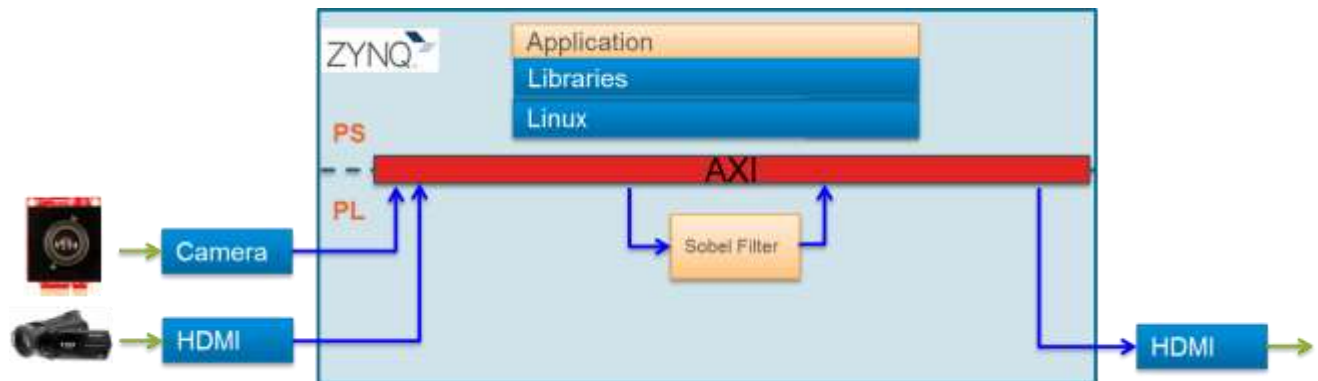 ZYNQ
Application
Libraries
Linux
PS
AXI
PL
Sobel Filter
Camera
HDMI
HDMI